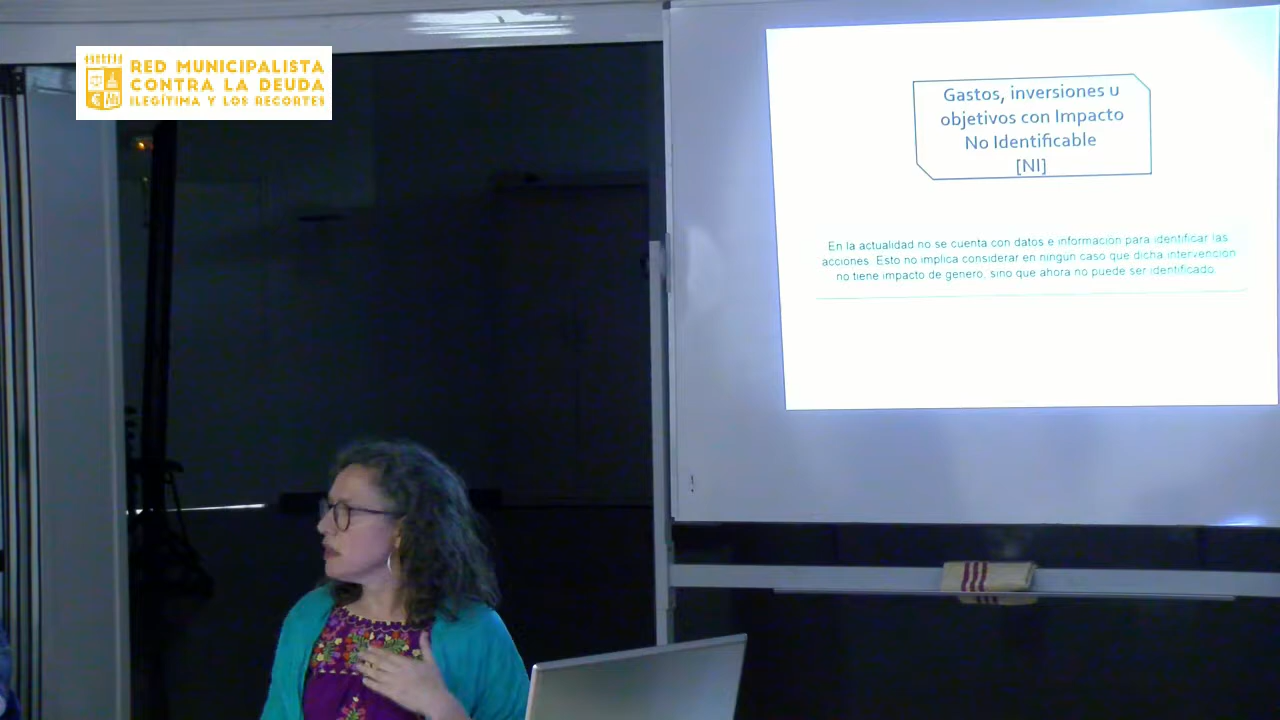 RED MUNICIPALISTA
CONTRA LA DEUDA
ILEGÍTIMA Y LOS RECORTES
Gastos, inversiones u
objetivos con Impacto
No Identificable
[NI]
En la actualidad no se cuenta con datos e información para identificar las
acciones. Esto no implica considerar en ningún caso que dicha intervención
no tiene impacto de género, sino que ahora no puede ser identificado.